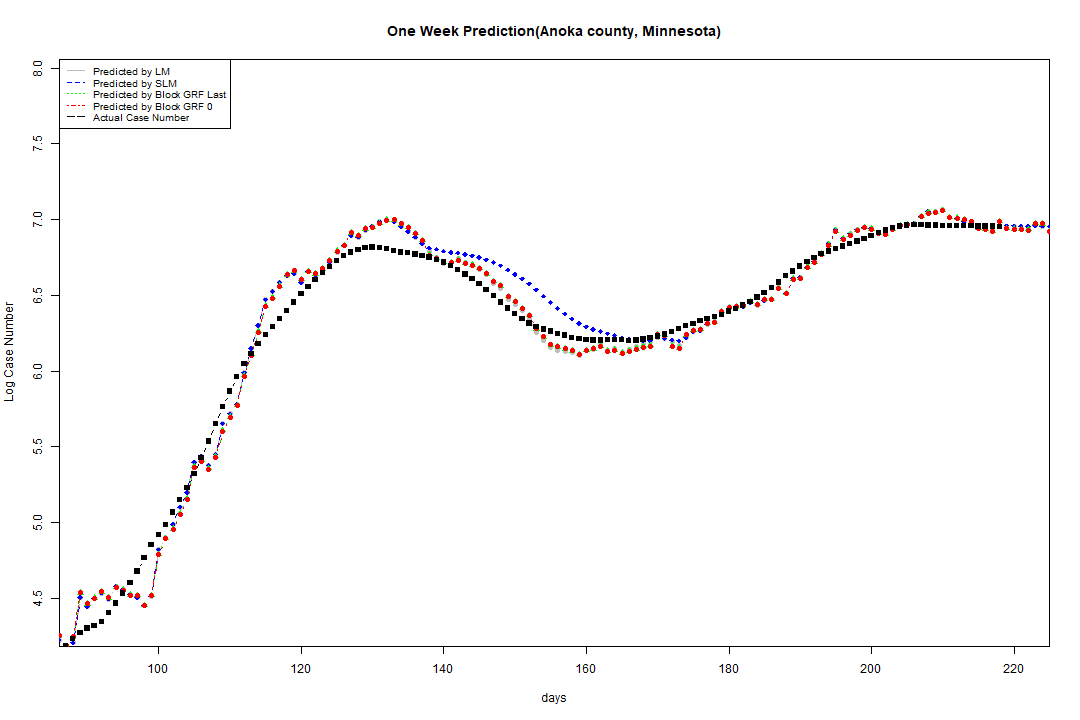 One Week Prediction(Anoka county, Minnesota)
Predicted by LM
Predicted by SLM
Predicted by Block GRF Last
Predicted by Block GRF 0
Actual Case Number
8.0
7.5
7.0
6.5
6.0
5.5
5.0
4.5
Log Case Number
100 120 140 160 180 200 220
days